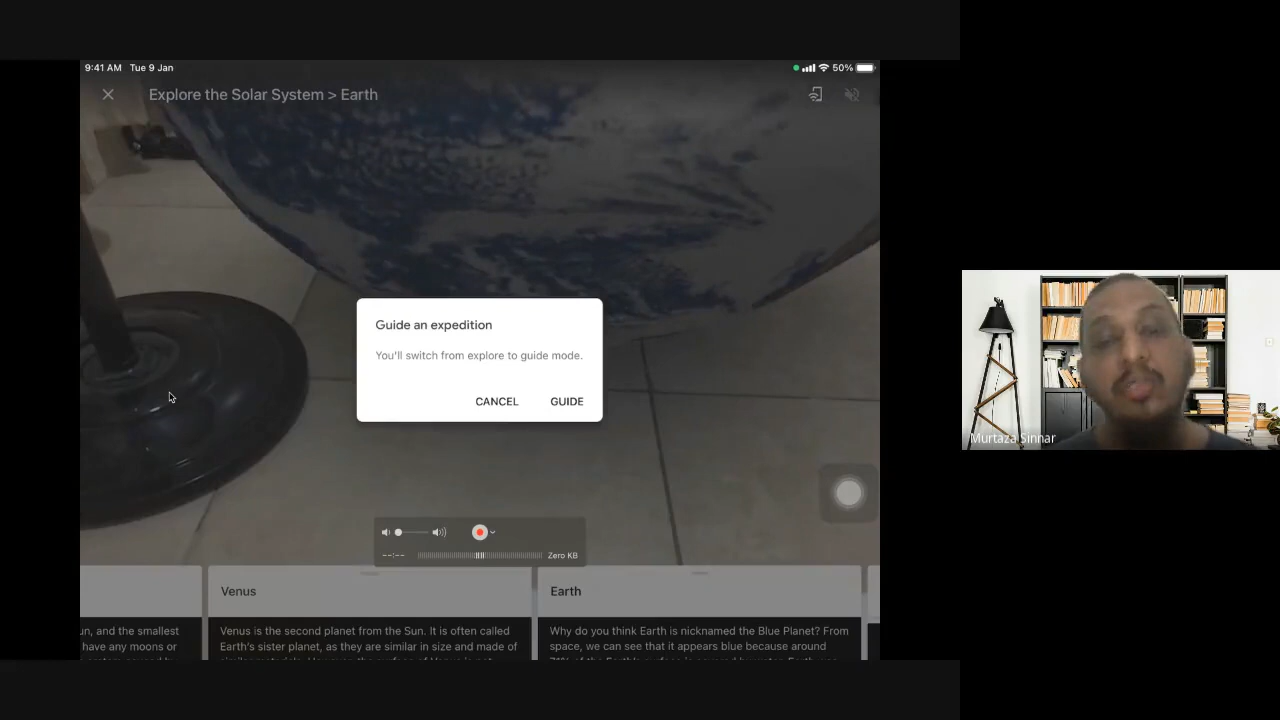 9:41 AM Tue 9 Jan
50%
Explore the Solar System > Earth
Guide an expedition
You'll switch from explore to guide mode.
CANCEL GUIDE
--:-- Zero KB
Venus
Earth
un, and the smallest
have any moons or
Venus is the second planet from the Sun. It is often called
Earth's sister planet, as they are similar in size and made of
Why do you think Earth is nicknamed the Blue Planet? From
space, we can see that it appears blue because around
Murtaza Sinnar